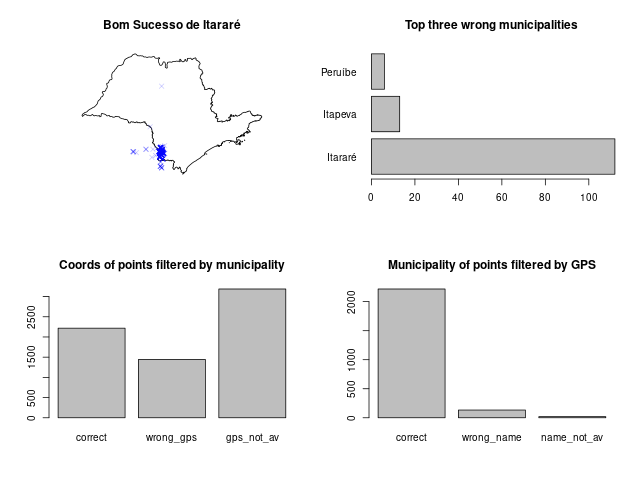 Bom Sucesso de Itararé
Top three wrong municipalities
Peruibe
Itapeva
Itararé
0 20 40 60 80 100
Coords of points filtered by municipality
0 500 1500 2500
correct wrong_gps gps_not_av
Municipality of points filtered by GPS
0 500 1000 2000
correct wrong_name name_not_av